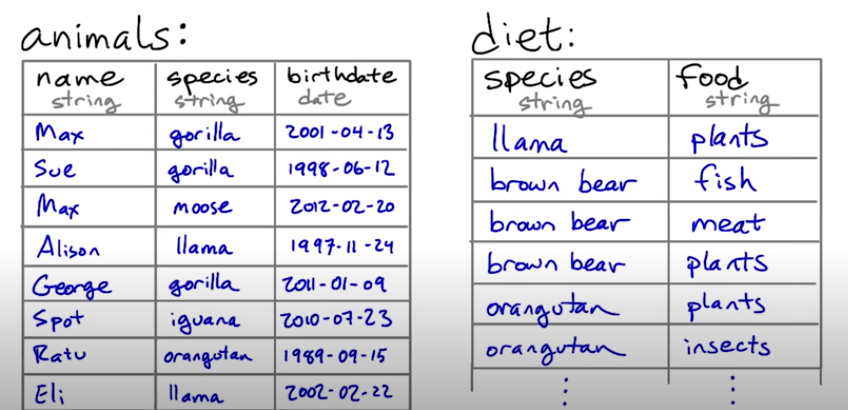 animals:
name species birthdate
string string date
Max gorilla 2001-04-13
Sue gorilla 1998-06-12
Max moose 2012-02-20
Alison llama 1997-11-24
George gorilla 2011-01-09
Spot iguana 2010-07-23
Ratu orangutan 1989-09-15
Eli llama 2002-02-22
diet:
species food
string string
llama plants
brown bear fish
brown bear meat
brown bear plants
orangutan plants
orangutan insects
⋮ ⋮